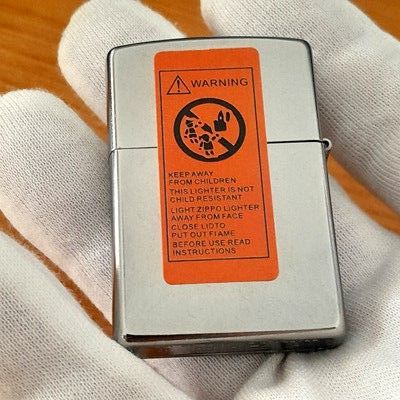 WARNING
KEEP AWAY
FROM CHILDREN
THIS LIGHTER IS NOT
CHILD RESISTANT
LIGHT ZIPPO LIGHTER
AWAY FROM FACE
CLOSE LIDTO
PUT OUT FLAME
BEFORE USE READ
INSTRUCTIONS